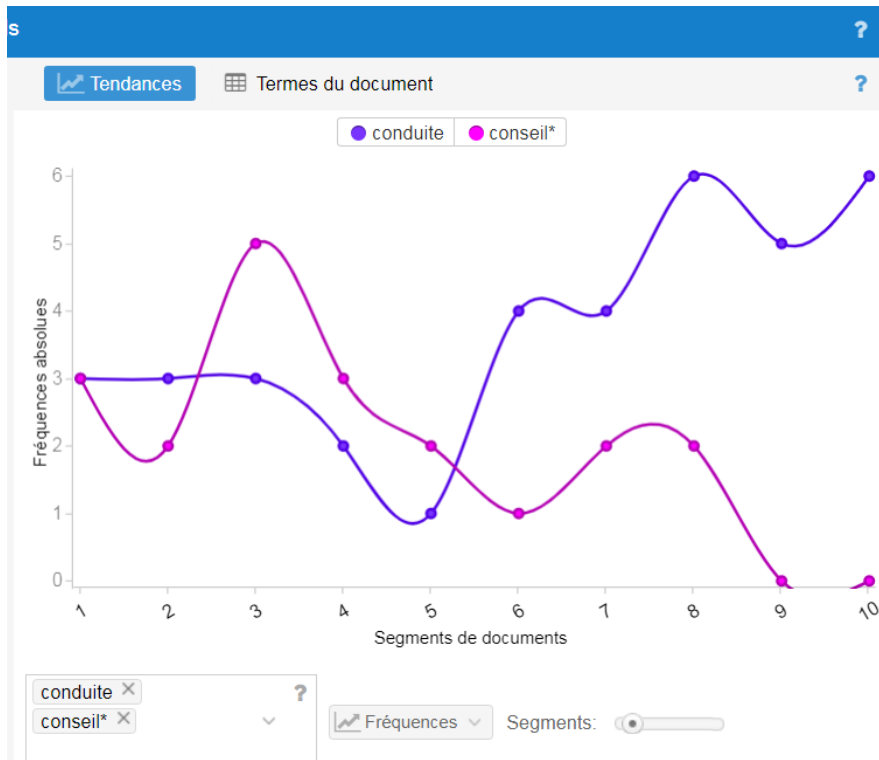 s ?
Tendances Termes du document ?
conduite conseil*
6
5
4
3
2
1
0
Fréquences absolues
1 2 3 4 5 6 7 8 9 10
Segments de documents
conduite ?
conseil*
Fréquences Segments: